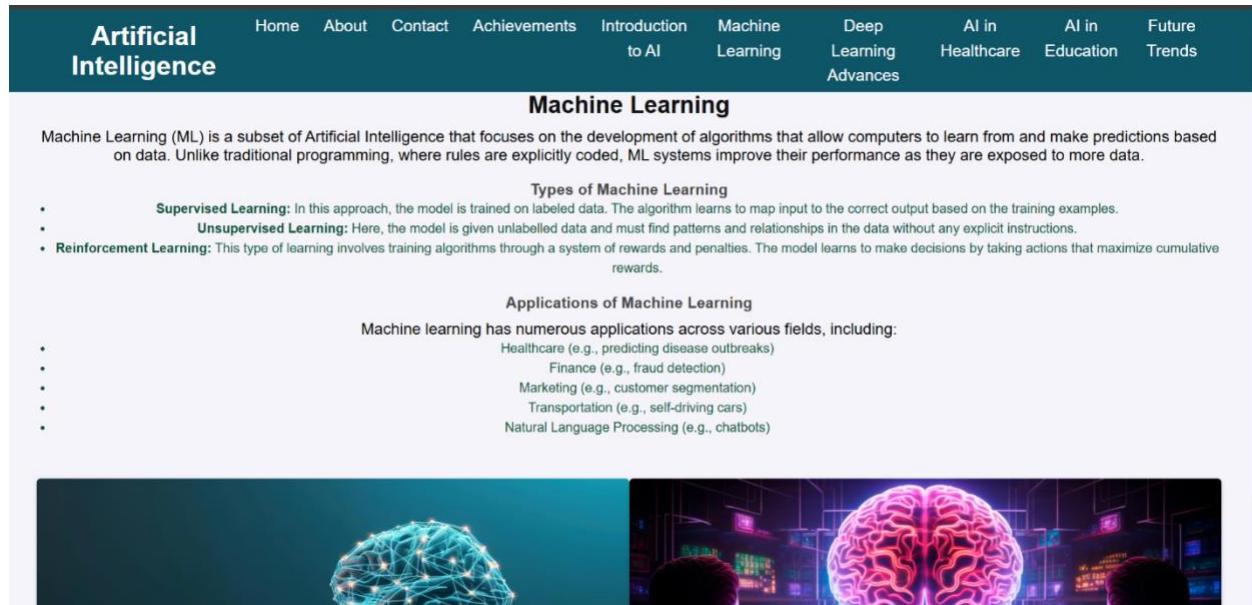 Artificial
Intelligence
Home
About
Contact
Achievements
Introduction
to AI
Machine
Learning
Deep
Learning
Advances
AI in
Healthcare
AI in
Education
Future
Trends
Machine Learning
Machine Learning (ML) is a subset of Artificial Intelligence that focuses on the development of algorithms that allow computers to learn from and make predictions based
on data. Unlike traditional programming, where rules are explicitly coded, ML systems improve their performance as they are exposed to more data.
Types of Machine Learning
• Supervised Learning: In this approach, the model is trained on labeled data. The algorithm learns to map input to the correct output based on the training examples.
• Unsupervised Learning: Here, the model is given unlabelled data and must find patterns and relationships in the data without any explicit instructions.
• Reinforcement Learning: This type of learning involves training algorithms through a system of rewards and penalties. The model learns to make decisions by taking actions that maximize cumulative
rewards.
Applications of Machine Learning
Machine learning has numerous applications across various fields, including:
• Healthcare (e.g., predicting disease outbreaks)
• Finance (e.g., fraud detection)
• Marketing (e.g., customer segmentation)
• Transportation (e.g., self-driving cars)
• Natural Language Processing (e.g., chatbots)